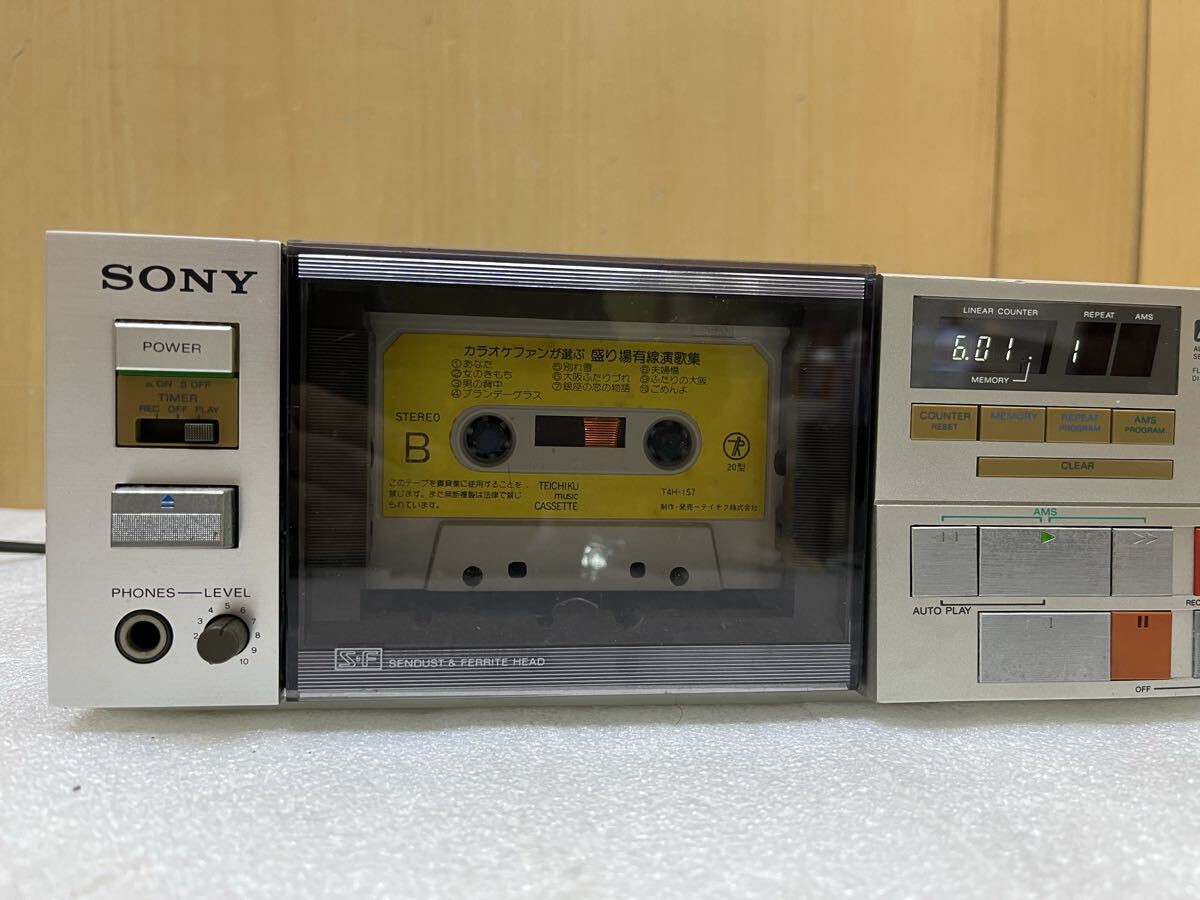 SONY
POWER
ON OFF
TIMER
REC OFF PLAY
PHONES LEVEL
2 3 4 5 6 7 8 9 10
カラオケファンが選ぶ 盛り場有線演歌集
①あなた ⑤別れ雪 ⑧夫婦橋
②女のきもち ⑥大阪ふたりづれ ⑨ふたりの大阪
③男の背中 ⑦銀座の恋の物語 ⑩ごめんよ
④ブランデーグラス
STEREO
B
20型
このテープを賃貸業に使用することを
禁じます。また無断複製は法律で禁じ
られています。
TEICHIKU
music
CASSETTE
T4H-157
制作・発売ーテイチク株式会社
S&F SENDUST & FERRITE HEAD
LINEAR COUNTER REPEAT AMS
6.01 1
MEMORY
COUNTER RESET
MEMORY
REPEAT PROGRAM
AMS PROGRAM
CLEAR
AMS
AUTO PLAY
REC
OFF